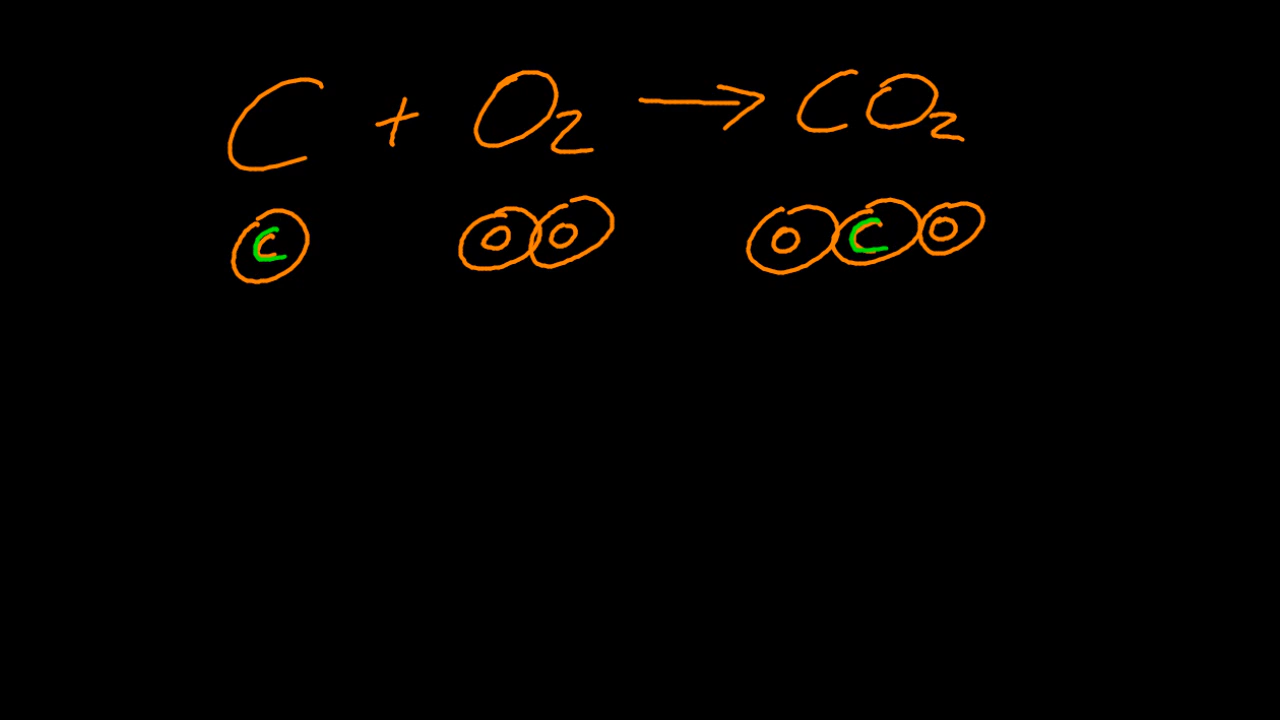 C + O₂ → CO₂
C O O O C O